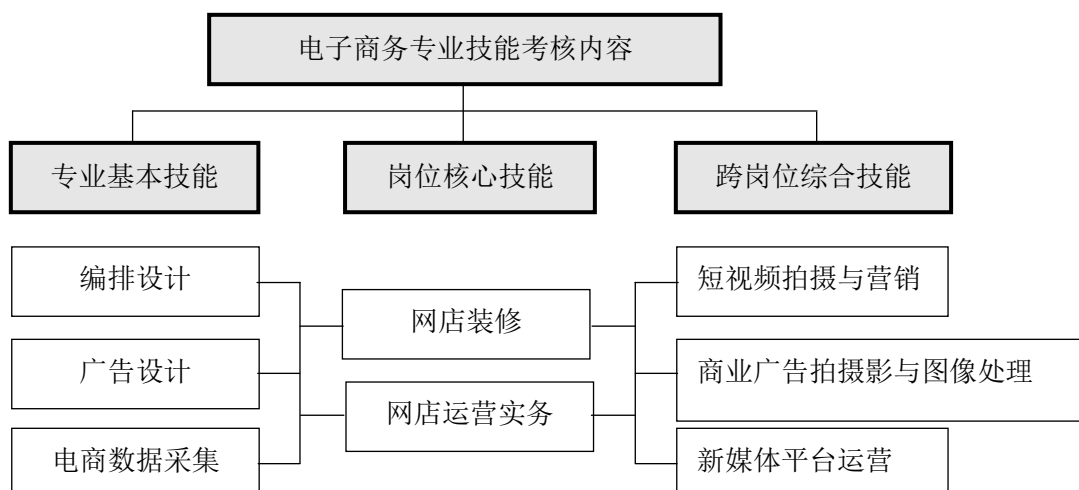 电子商务专业技能考核内容
专业基本技能
岗位核心技能
跨岗位综合技能
编排设计
网店装修
短视频拍摄与营销
广告设计
商业广告拍摄影与图像处理
网店运营实务
电商数据采集
新媒体平台运营